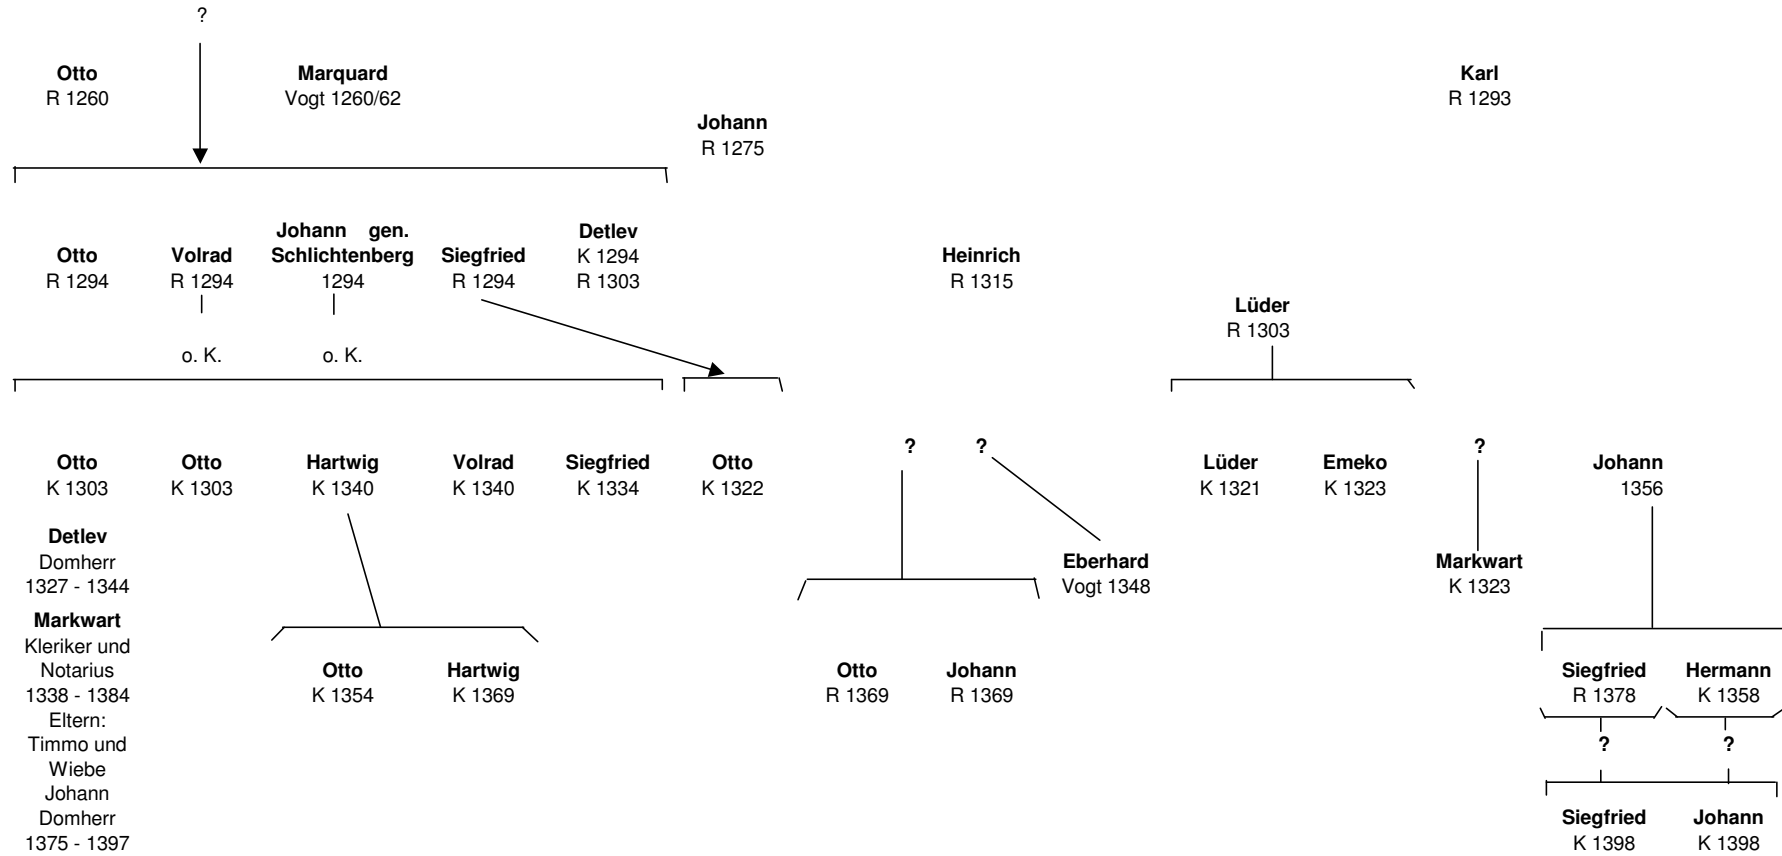 ?
Otto
R 1260
Marquard
Vogt 1260/62
Karl
R 1293
Johann
R 1275
Otto
R 1294
Volrad
R 1294
Johann gen.
Schlichtenberg
1294
Siegfried
R 1294
Detlev
K 1294
R 1303
Heinrich
R 1315
Lüder
R 1303
o. K.
o. K.
Otto
K 1303
Otto
K 1303
Hartwig
K 1340
Volrad
K 1340
Siegfried
K 1334
Otto
K 1322
?
?
Lüder
K 1321
Emeko
K 1323
?
Johann
1356
Detlev
Domherr
1327 - 1344
Eberhard
Vogt 1348
Markwart
K 1323
Markwart
Kleriker und
Notarius
1338 - 1384
Eltern:
Timmo und
Wiebe
Johann
Domherr
1375 - 1397
Otto
K 1354
Hartwig
K 1369
Otto
R 1369
Johann
R 1369
Siegfried
R 1378
Hermann
K 1358
?
?
Siegfried
K 1398
Johann
K 1398